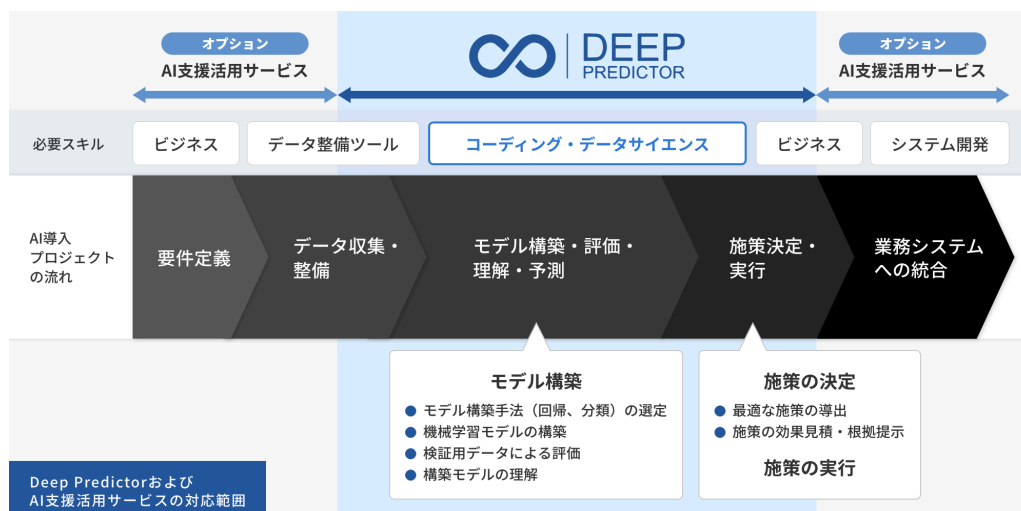 オプション
AI支援活用サービス
DEEP
PREDICTOR
オプション
AI支援活用サービス
必要スキル
ビジネス
データ整備ツール
コーディング・データサイエンス
ビジネス
システム開発
AI導入
プロジェクト
の流れ
要件定義
データ収集・
整備
モデル構築・評価・
理解・予測
施策決定・
実行
業務システム
への統合
モデル構築
モデル構築手法（回帰、分類）の選定
機械学習モデルの構築
検証用データによる評価
構築モデルの理解
施策の決定
最適な施策の導出
施策の効果見積・根拠提示
施策の実行
Deep Predictorおよび
AI支援活用サービスの対応範囲